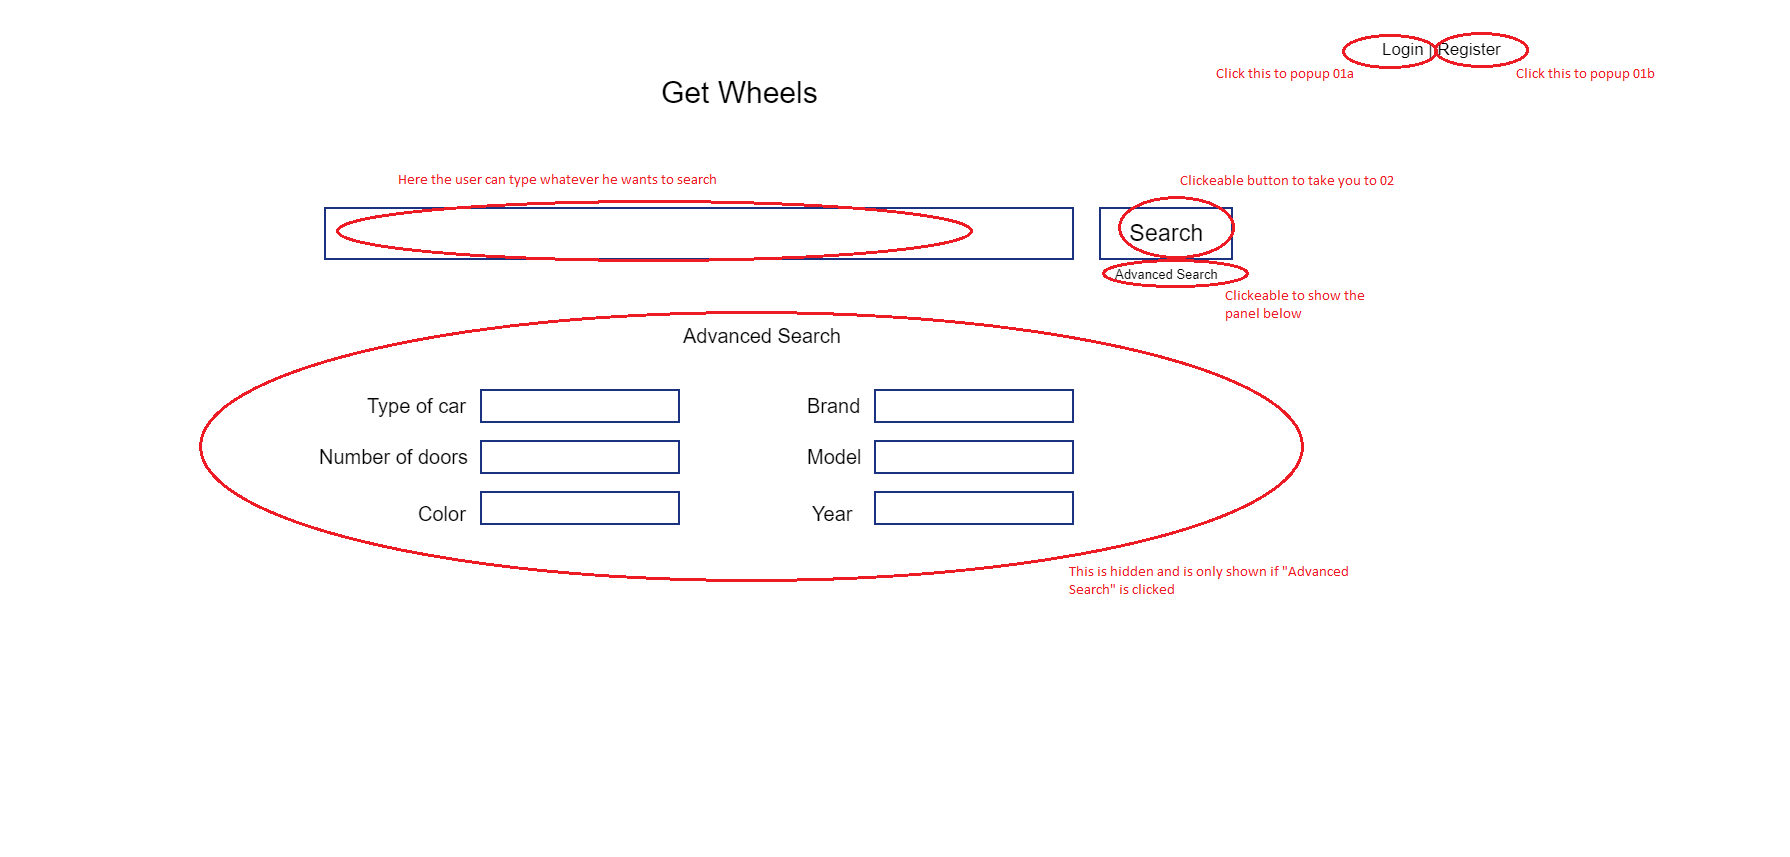 Login | Register
Click this to popup 01a
Click this to popup 01b
Get Wheels
Here the user can type whatever he wants to search
Clickeable button to take you to 02
Search
Advanced Search
Clickeable to show the
panel below
Advanced Search
Type of car
Brand
Number of doors
Model
Color
Year
This is hidden and is only shown if "Advanced
Search" is clicked